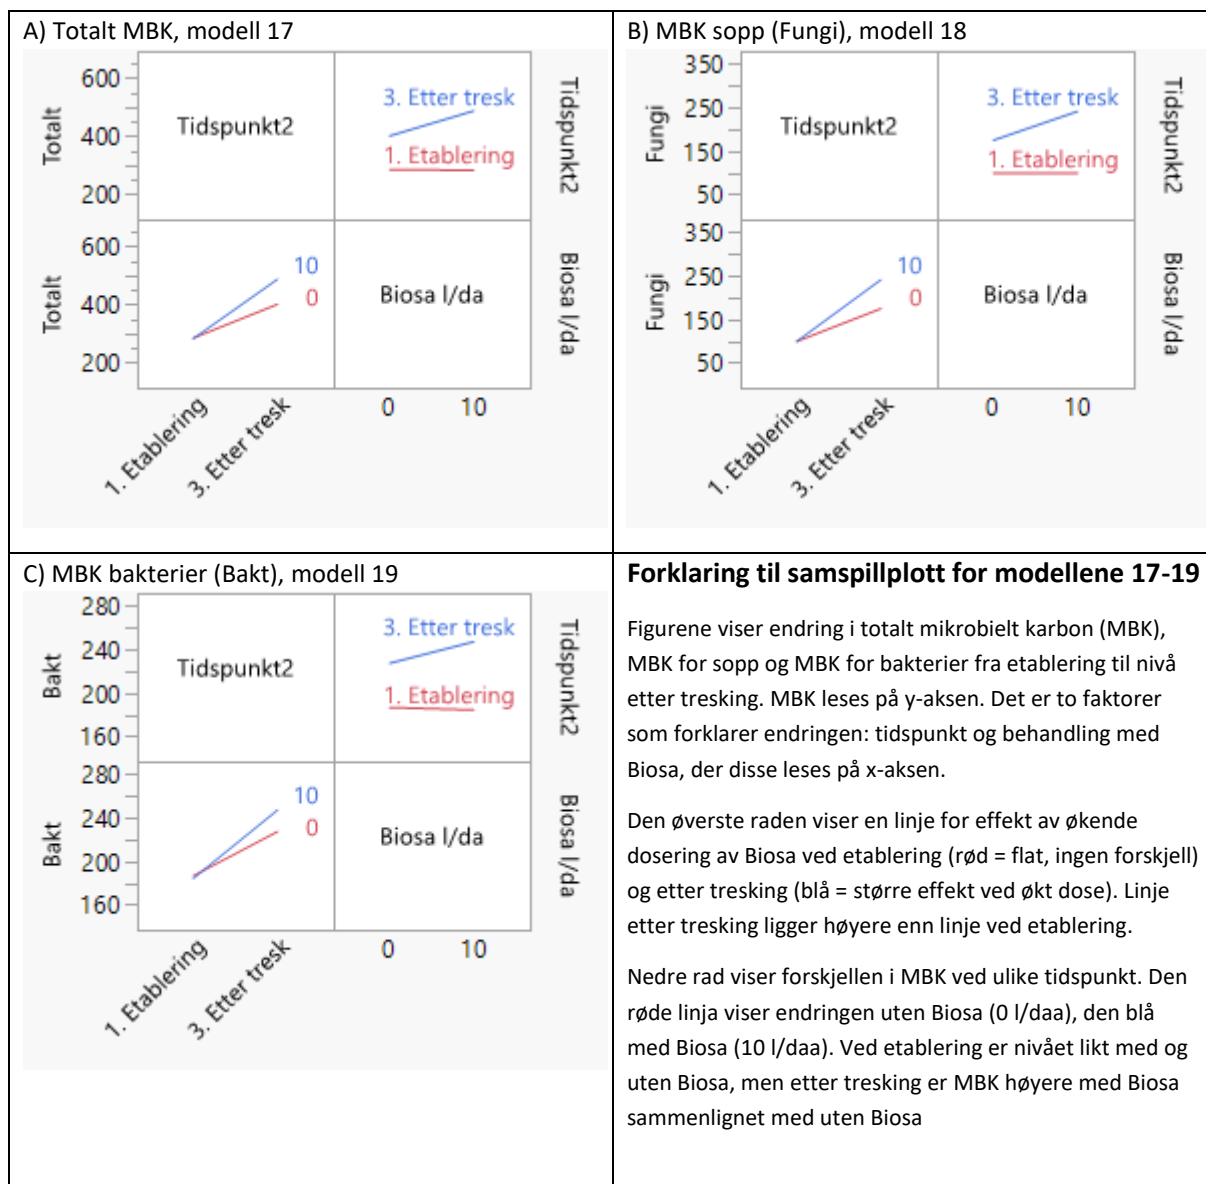 A) Totalt MBK, modell 17
600
400
200
Totalt
Tidspunkt2
3. Etter tresk
1. Etablering
Tidspunkt2
600
400
200
Totalt
10
0
Biosa l/da
Biosa l/da
1. Etablering
3. Etter tresk
0
10
B) MBK sopp (Fungi), modell 18
350
250
150
50
Fungi
Tidspunkt2
3. Etter tresk
1. Etablering
Tidspunkt2
350
250
150
50
Fungi
10
0
Biosa l/da
Biosa l/da
1. Etablering
3. Etter tresk
0
10
C) MBK bakterier (Bakt), modell 19
280
240
200
160
Bakt
Tidspunkt2
3. Etter tresk
1. Etablering
Tidspunkt2
280
240
200
160
Bakt
10
0
Biosa l/da
Biosa l/da
1. Etablering
3. Etter tresk
0
10
Forklaring til samspillplott for modellene 17-19
Figurene viser endring i totalt mikrobielt karbon (MBK),
MBK for sopp og MBK for bakterier fra etablering til nivå
etter tresking. MBK leses på y-aksen. Det er to faktorer
som forklarer endringen: tidspunkt og behandling med
Biosa, der disse leses på x-aksen.
Den øverste raden viser en linje for effekt av økende
dosering av Biosa ved etablering (rød = flat, ingen forskjell)
og etter tresking (blå = større effekt ved økt dose). Linje
etter tresking ligger høyere enn linje ved etablering.
Nedre rad viser forskjellen i MBK ved ulike tidspunkt. Den
røde linja viser endringen uten Biosa (0 l/daa), den blå
med Biosa (10 l/daa). Ved etablering er nivået likt med og
uten Biosa, men etter tresking er MBK høyere med Biosa
sammenlignet med uten Biosa